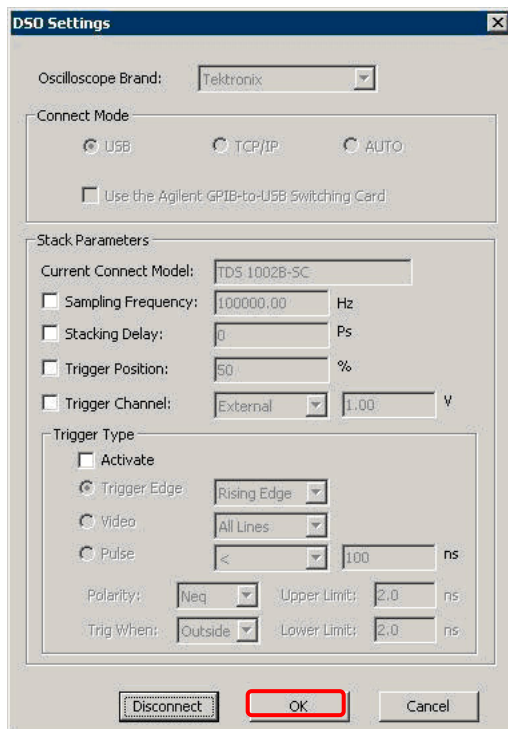 DSO Settings
Oscilloscope Brand: Tektronix
Connect Mode
USB TCP/IP AUTO
Use the Agilent GPIB-to-USB Switching Card
Stack Parameters
Current Connect Model: TDS 1002B-SC
Sampling Frequency: 100000.00 Hz
Stacking Delay: 0 Ps
Trigger Position: 50 %
Trigger Channel: External 1.00 V
Trigger Type
Activate
Trigger Edge Rising Edge
Video All Lines
Pulse < 100 ns
Polarity: Neq Upper Limit: 2.0 ns
Trig When: Outside Lower Limit: 2.0 ns
Disconnect OK Cancel